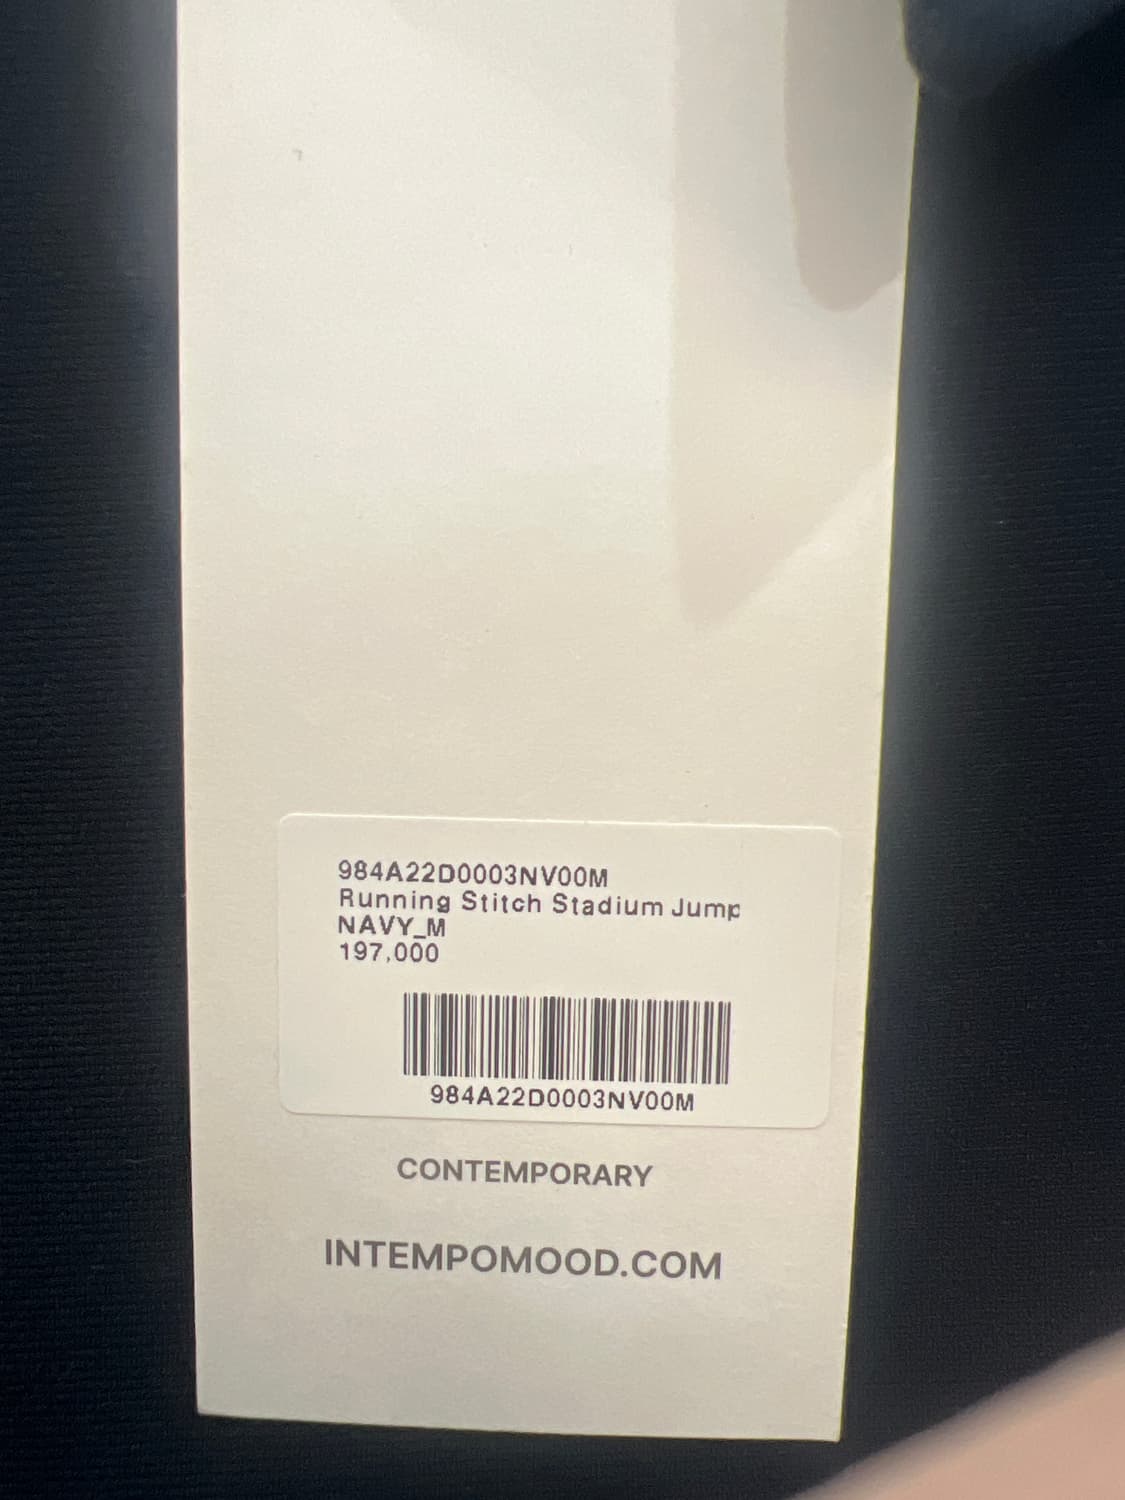 984A22D0003NV00M
Running Stitch Stadium Jump
NAVY_M
197,000
984A22D0003NV00M
CONTEMPORARY
INTEMPOMOOD.COM